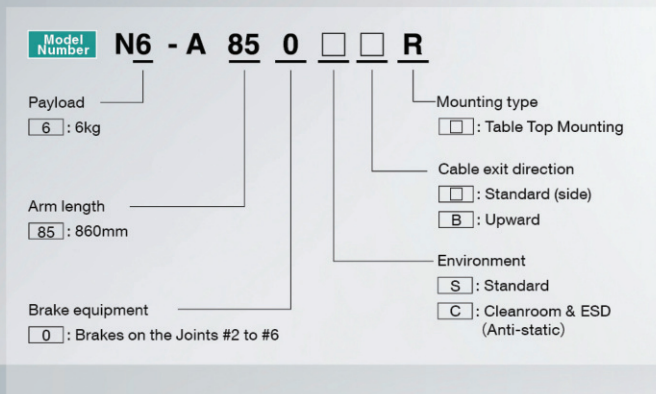 Model Number N6 - A 85 0 □ □ R
Payload
6 : 6kg
Arm length
85 : 860mm
Brake equipment
0 : Brakes on the Joints #2 to #6
Mounting type
□ : Table Top Mounting
Cable exit direction
□ : Standard (side)
B : Upward
Environment
S : Standard
C : Cleanroom & ESD
(Anti-static)